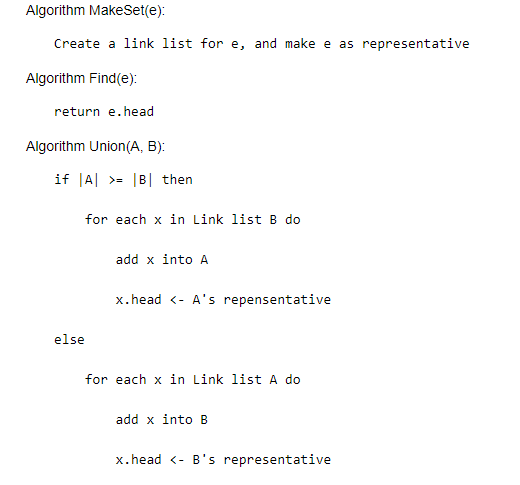 Algorithm MakeSet(e):
Create a link list for e, and make e as representative
Algorithm Find(e):
return e.head
Algorithm Union(A, B):
if |A| >= |B| then
for each x in Link list B do
add x into A
x.head <- A's repensentative
else
for each x in Link list A do
add x into B
x.head <- B's representative